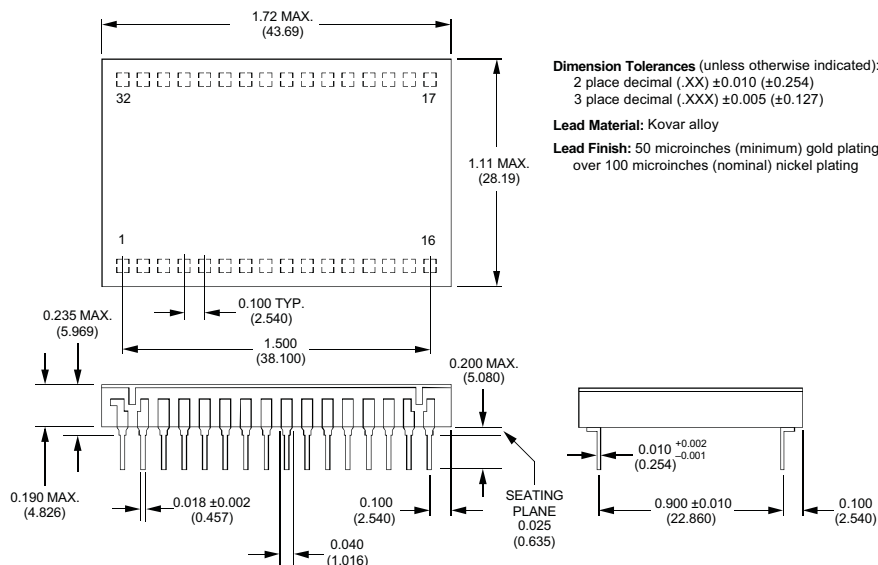 1.72 MAX.
(43.69)
Dimension Tolerances (unless otherwise indicated):
2 place decimal (.XX) ±0.010 (±0.254)
3 place decimal (.XXX) ±0.005 (±0.127)
Lead Material: Kovar alloy
Lead Finish: 50 microinches (minimum) gold plating
over 100 microinches (nominal) nickel plating
32
17
1.11 MAX.
(28.19)
1
16
0.100 TYP.
(2.540)
0.235 MAX.
(5.969)
1.500
(38.100)
0.200 MAX.
(5.080)
0.190 MAX.
(4.826)
0.018 ±0.002
(0.457)
0.040
(1.016)
0.100
(2.540)
SEATING
PLANE
0.025
(0.635)
0.010 +0.002
(0.254) –0.001
0.900 ±0.010
(22.860)
0.100
(2.540)